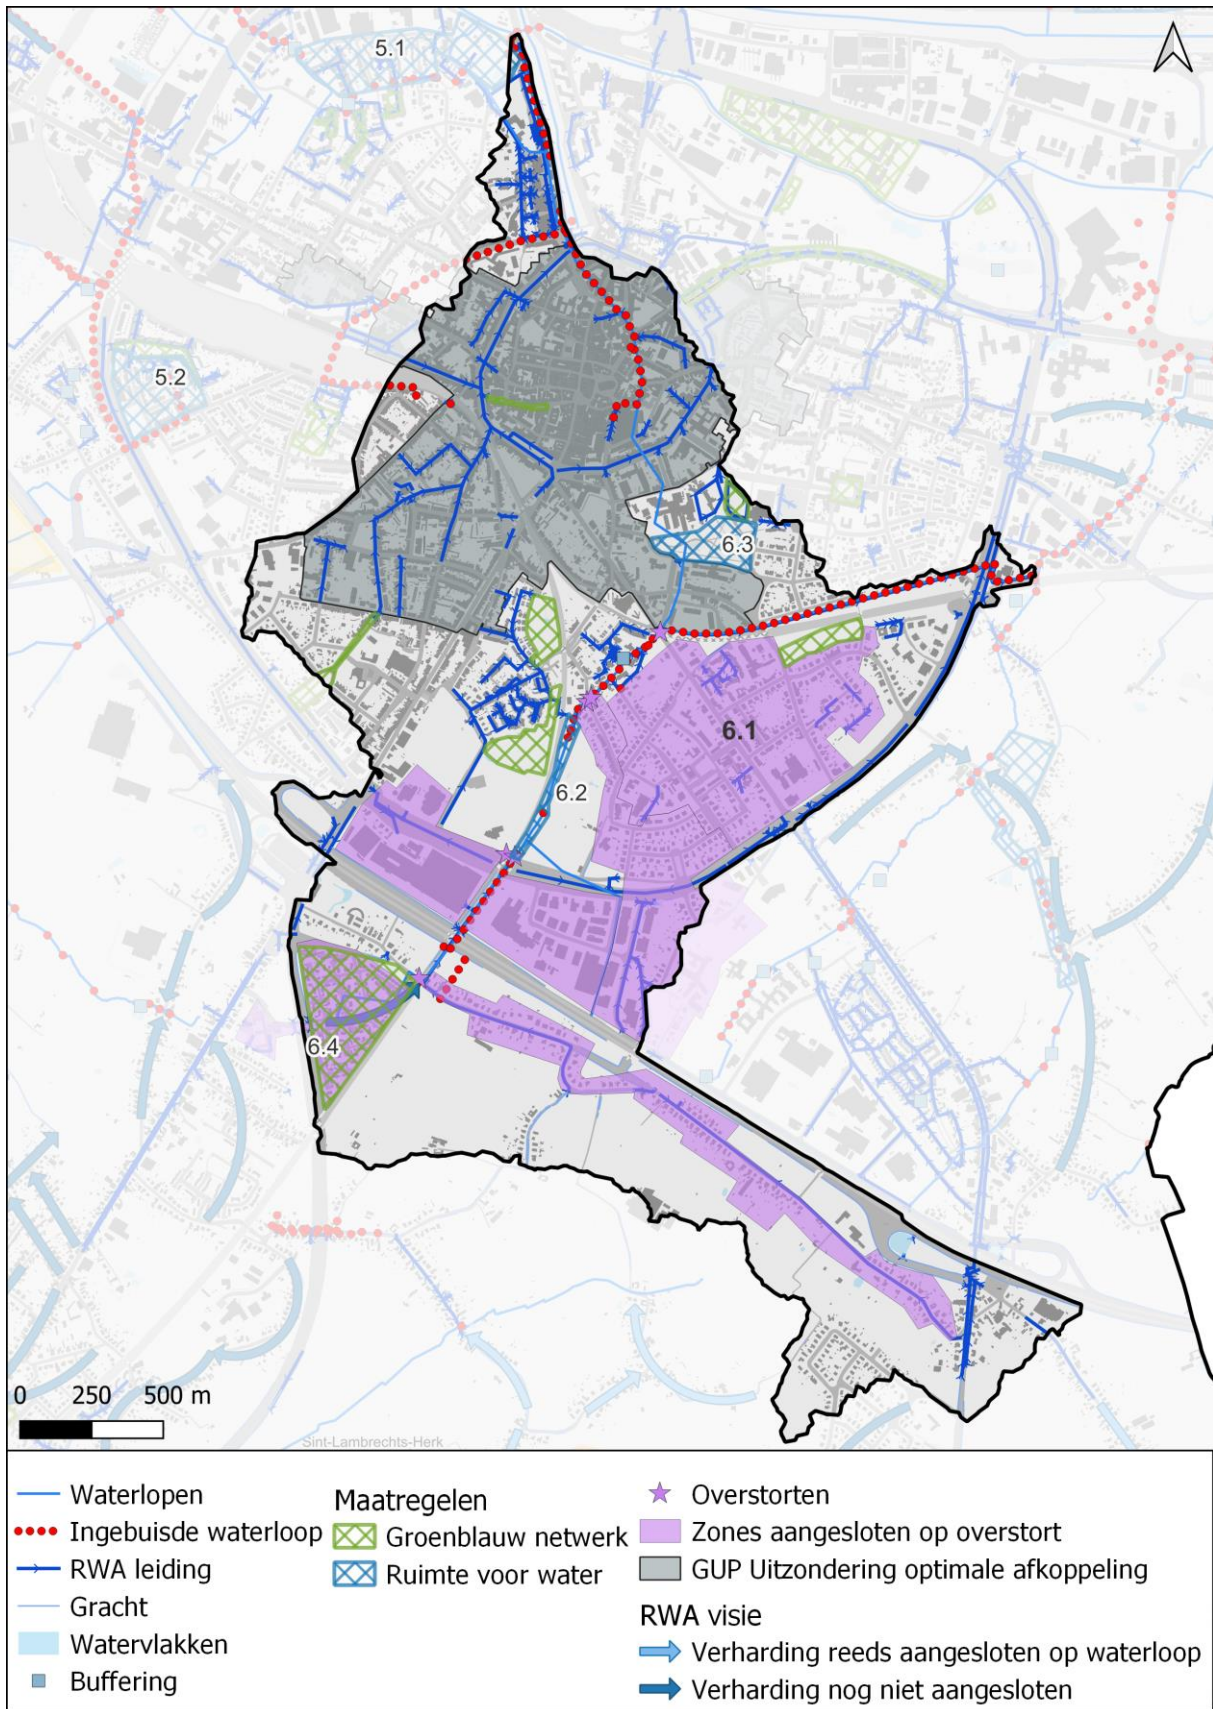 5.1
5.2
6.3
6.1
6.2
6.4
0 250 500 m
Sint-Lambrechts-Herk
Waterlopen
Ingebuisde waterloop
RWA leiding
Gracht
Watervlakken
Buffering
Maatregelen
Groenblauw netwerk
Ruimte voor water
Overstorten
Zones aangesloten op overstort
GUP Uitzondering optimale afkoppeling
RWA visie
Verharding reeds aangesloten op waterloop
Verharding nog niet aangesloten